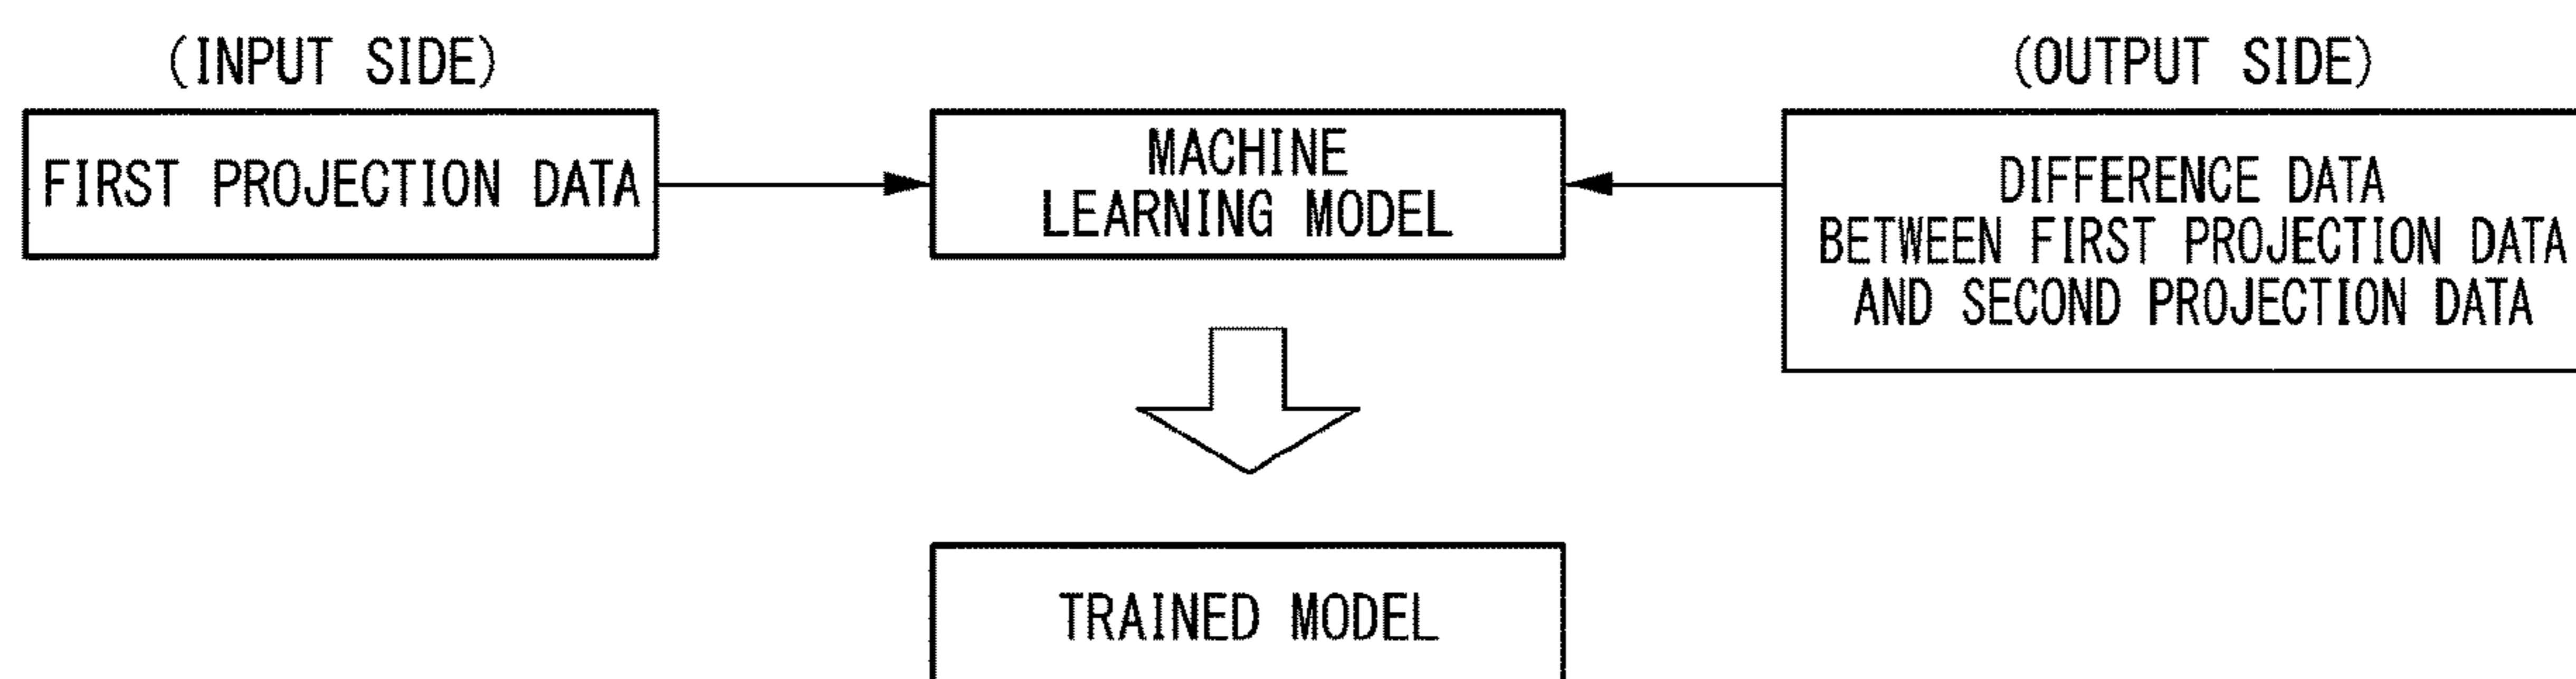 (INPUT SIDE)
FIRST PROJECTION DATA
MACHINE
LEARNING MODEL
(OUTPUT SIDE)
DIFFERENCE DATA
BETWEEN FIRST PROJECTION DATA
AND SECOND PROJECTION DATA
TRAINED MODEL